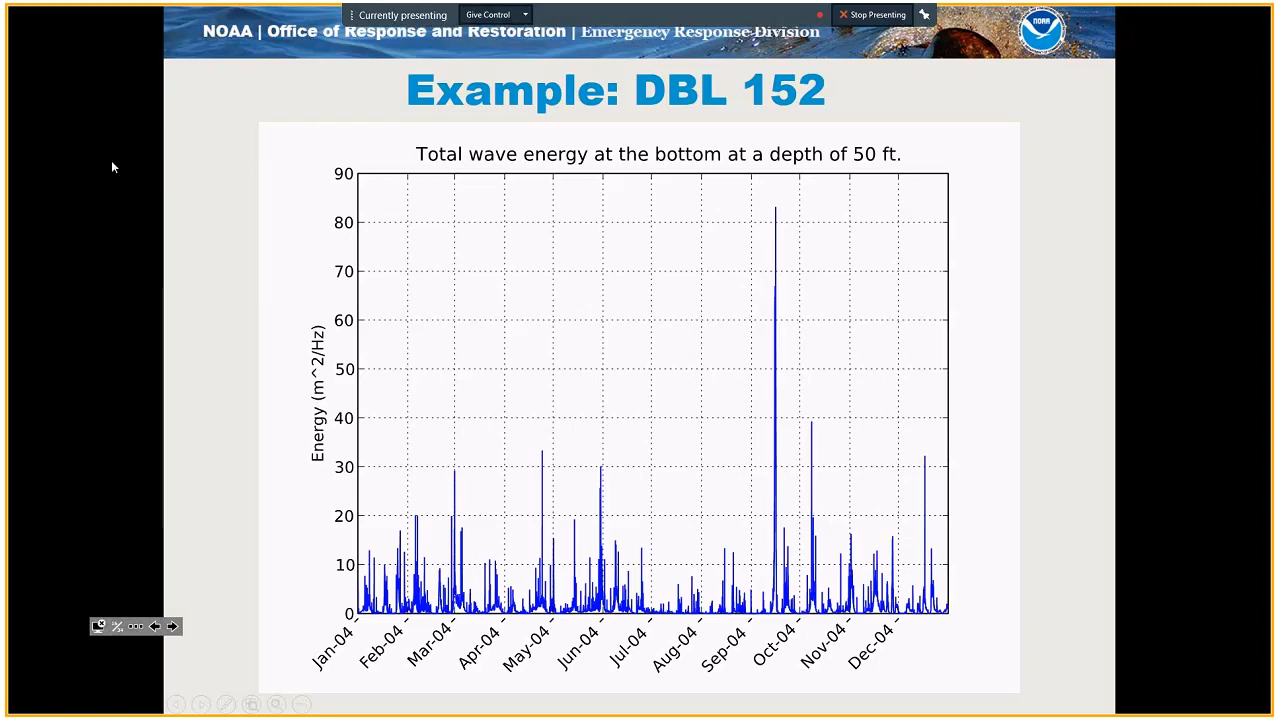 Currently presenting Give Control Stop Presenting
NOAA | Office of Response and Restoration | Emergency Response Division
NOAA
Example: DBL 152
Total wave energy at the bottom at a depth of 50 ft.
90
80
70
60
50
40
30
20
10
0
Energy (m^2/Hz)
Jan-04 Feb-04 Mar-04 Apr-04 May-04 Jun-04 Jul-04 Aug-04 Sep-04 Oct-04 Nov-04 Dec-04